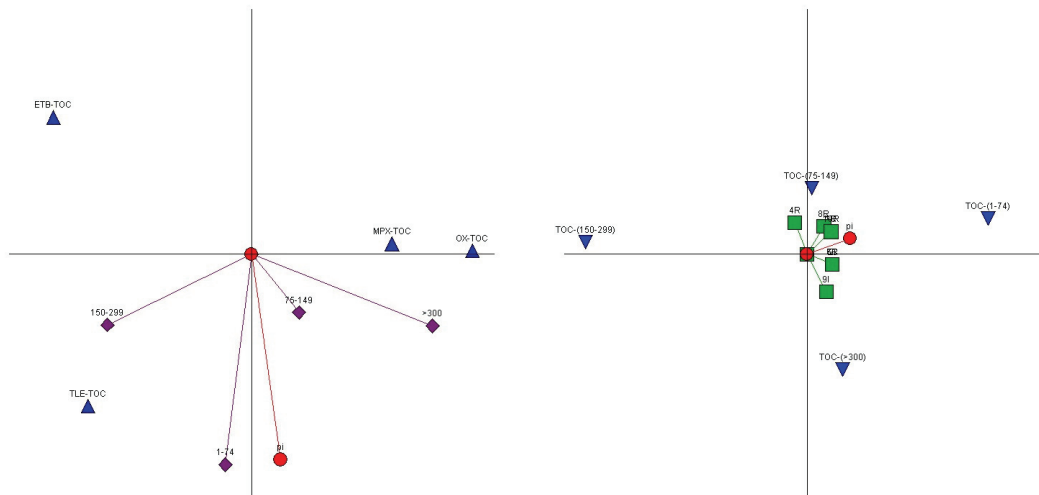 ETB-TOC
MPX-TOC
OX-TOC
150-299
75-149
>300
TLE-TOC
1-74
pi
TOC-(75-149)
4R
8R
TOC-(1-74)
TOC-(150-299)
pi
9I
TOC-(>300)